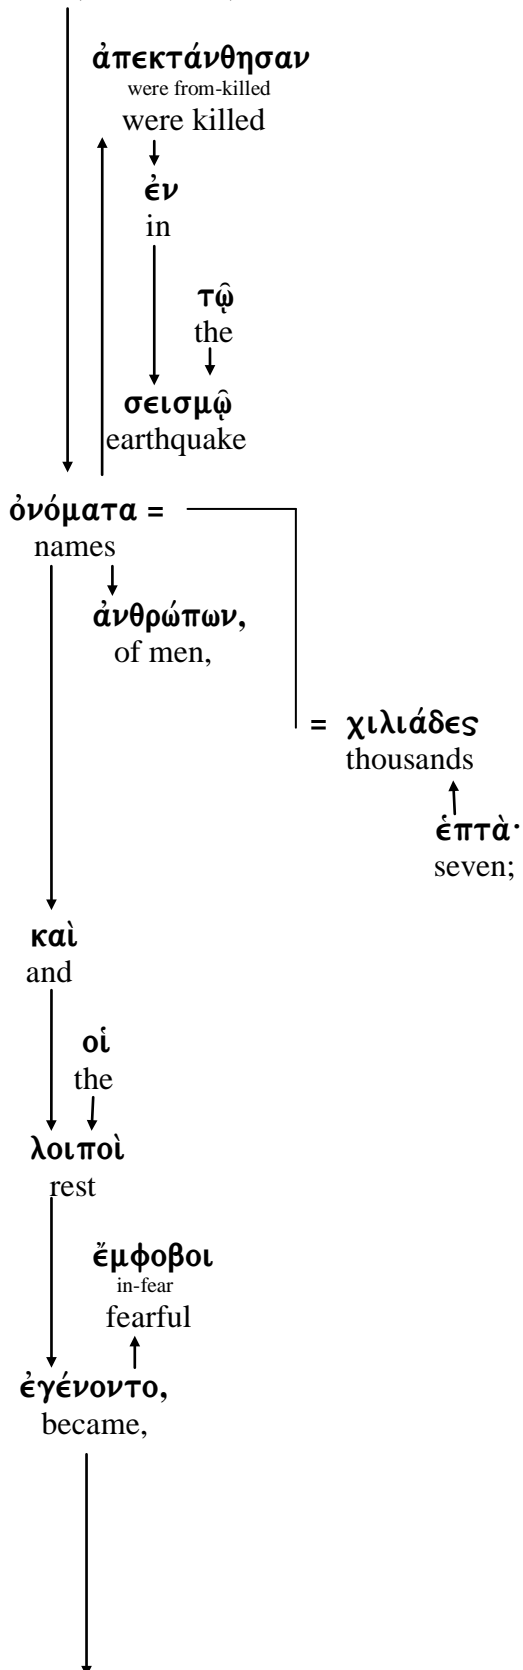 ἀπεκτάνθησαν
were from-killed
were killed
ἐν
in
τῷ
the
σεισμῷ
earthquake
ὀνόματα =
names
ἀνθρώπων,
of men,
= χιλιάδες
thousands
ἑπτὰ·
seven;
καὶ
and
οἱ
the
λοιποὶ
rest
ἔμφοβοι
in-fear
fearful
ἐγένοντο,
became,